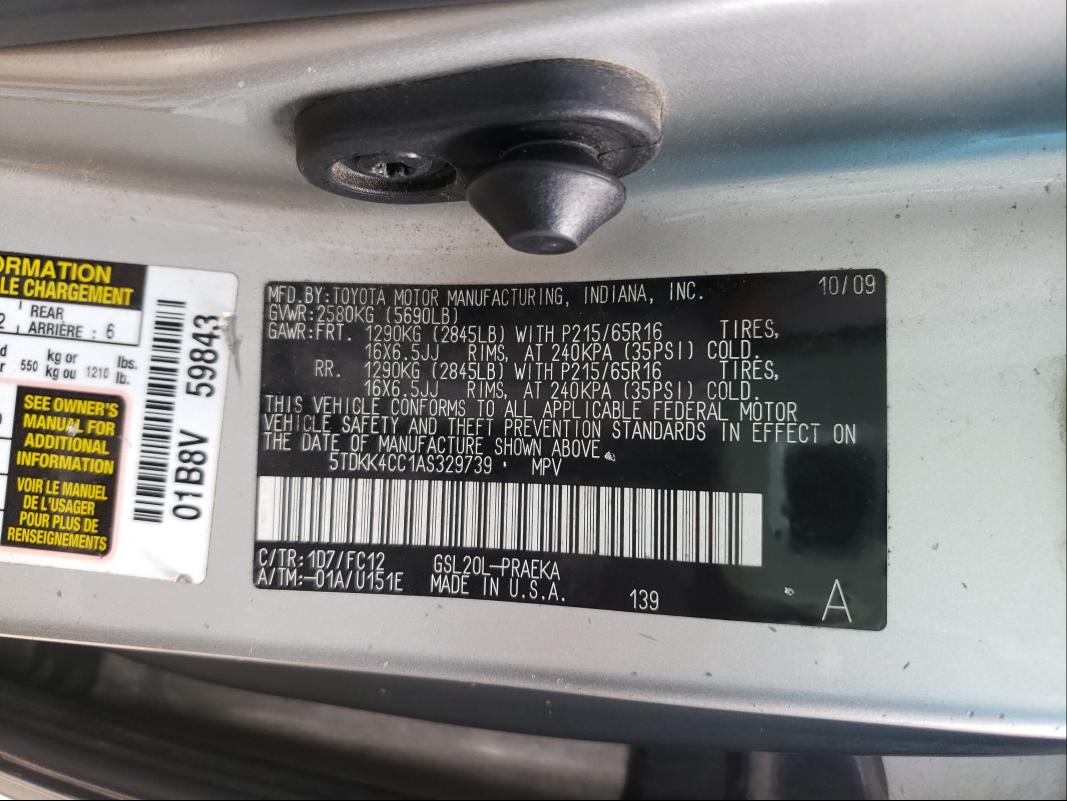 ORMATION
LE CHARGEMENT
2
REAR
ARRIÈRE : 6
550 kg or lbs.
kg ou 1210 lb.
SEE OWNER'S
MANUAL FOR
ADDITIONAL
INFORMATION
VOIR LE MANUEL
DE L'USAGER
POUR PLUS DE
RENSEIGNEMENTS
01B8V 59843
MFD.BY:TOYOTA MOTOR MANUFACTURING, INDIANA, INC. 10/09
GVWR:2580KG (5690LB)
GAWR:FRT. 1290KG (2845LB) WITH P215/65R16 TIRES,
16X6.5JJ RIMS, AT 240KPA (35PSI) COLD.
RR. 1290KG (2845LB) WITH P215/65R16 TIRES,
16X6.5JJ RIMS, AT 240KPA (35PSI) COLD.
THIS VEHICLE CONFORMS TO ALL APPLICABLE FEDERAL MOTOR
VEHICLE SAFETY AND THEFT PREVENTION STANDARDS IN EFFECT ON
THE DATE OF MANUFACTURE SHOWN ABOVE.
5TDKK4CC1AS329739 MPV
C/TR:1D7/FC12 GSL20L-PRAEKA
A/TM:-01A/U151E MADE IN U.S.A.
139
A